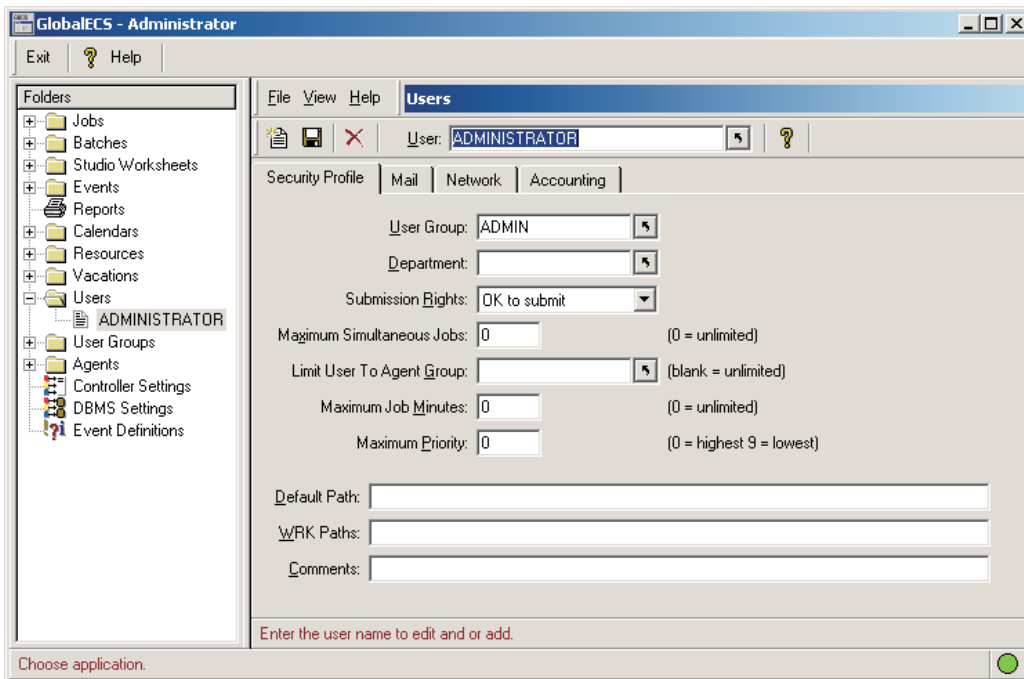 GlobalECS - Administrator
Exit Help
Folders
Jobs
Batches
Studio Worksheets
Events
Reports
Calendars
Resources
Vacations
Users
ADMINISTRATOR
User Groups
Agents
Controller Settings
DBMS Settings
Event Definitions
File View Help Users
User: ADMINISTRATOR
Security Profile Mail Network Accounting
User Group: ADMIN
Department:
Submission Rights: OK to submit
Maximum Simultaneous Jobs: 0 (0 = unlimited)
Limit User To Agent Group: (blank = unlimited)
Maximum Job Minutes: 0 (0 = unlimited)
Maximum Priority: 0 (0 = highest 9 = lowest)
Default Path:
WRK Paths:
Comments:
Enter the user name to edit and or add.
Choose application.